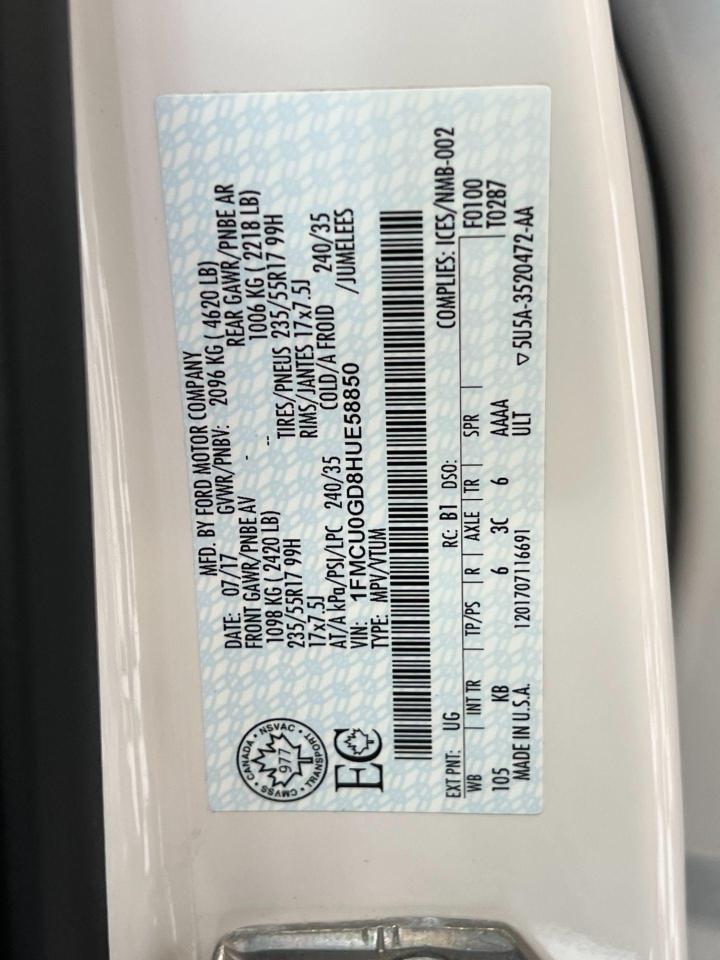 MFD. BY FORD MOTOR COMPANY
DATE: 07/17 GVWR/PNBV: 2096 KG ( 4620 LB)
FRONT GAWR/PNBE AV - REAR GAWR/PNBE AR
1098 KG ( 2420 LB) -- 1006 KG ( 2218 LB)
235/55R17 99H TIRES/PNEUS 235/55R17 99H
17x7.5J RIMS/JANTES 17x7.5J
AT/A kPa/PSI/LPC 240/35 COLD/A FROID 240/35
VIN: 1FMCU0GD8HUE58850 /JUMELEES
TYPE: MPV/VTUM
CANADA • NSVAC • TRANSPORT • CMVSS
977
EC
EXT PNT: UG RC: B1 DSO: COMPLIES: ICES/NMB-002
WB INT TR TP/PS R AXLE TR SPR F0100
105 KB 6 3C 6 AAAA T0287
MADE IN U.S.A. 1201707116691 ULT ▽5U5A-3520472-AA